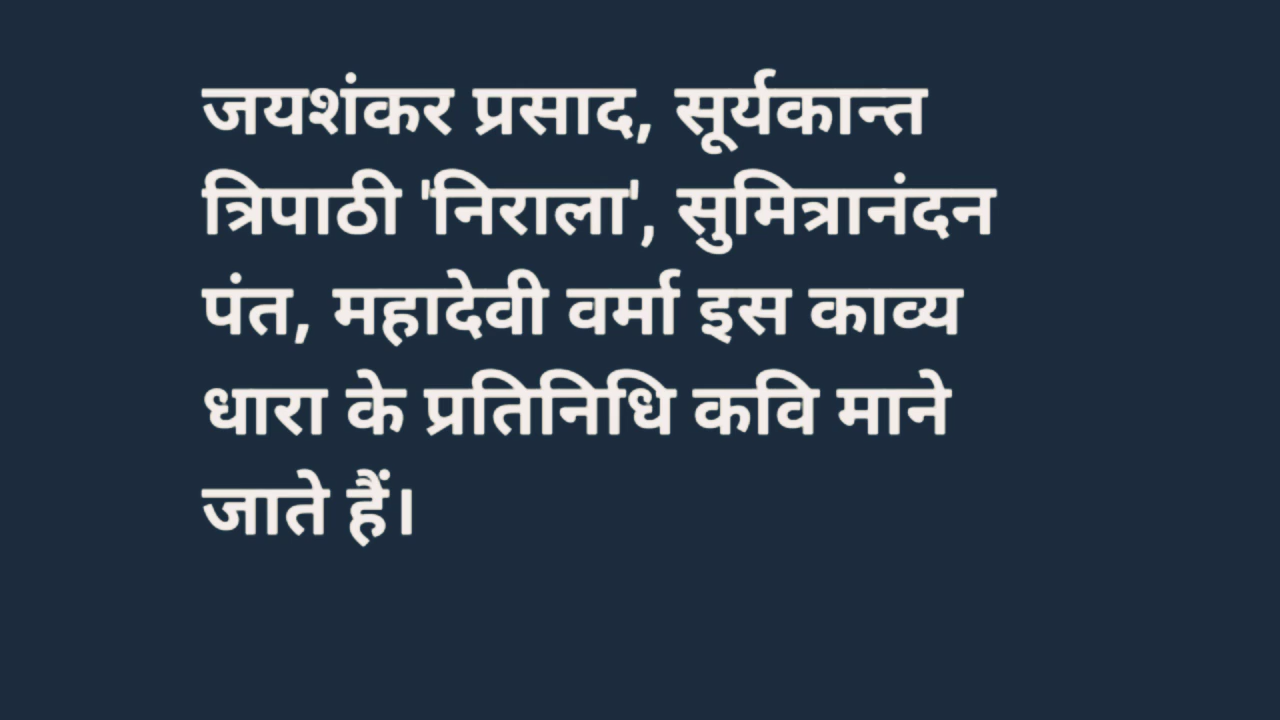 जयशंकर प्रसाद, सूर्यकान्त
त्रिपाठी 'निराला', सुमित्रानंदन
पंत, महादेवी वर्मा इस काव्य
धारा के प्रतिनिधि कवि माने
जाते हैं।